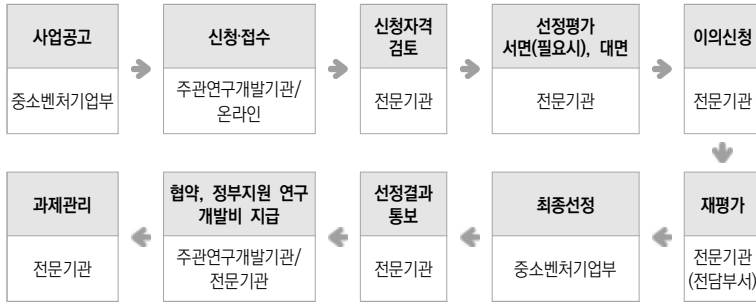 사업공고
중소벤처기업부
신청·접수
주관연구개발기관/
온라인
신청자격
검토
전문기관
선정평가
서면(필요시), 대면
전문기관
이의신청
전문기관
재평가
전문기관
(전담부서)
최종선정
중소벤처기업부
선정결과
통보
전문기관
협약, 정부지원 연구
개발비 지급
주관연구개발기관/
전문기관
과제관리
전문기관